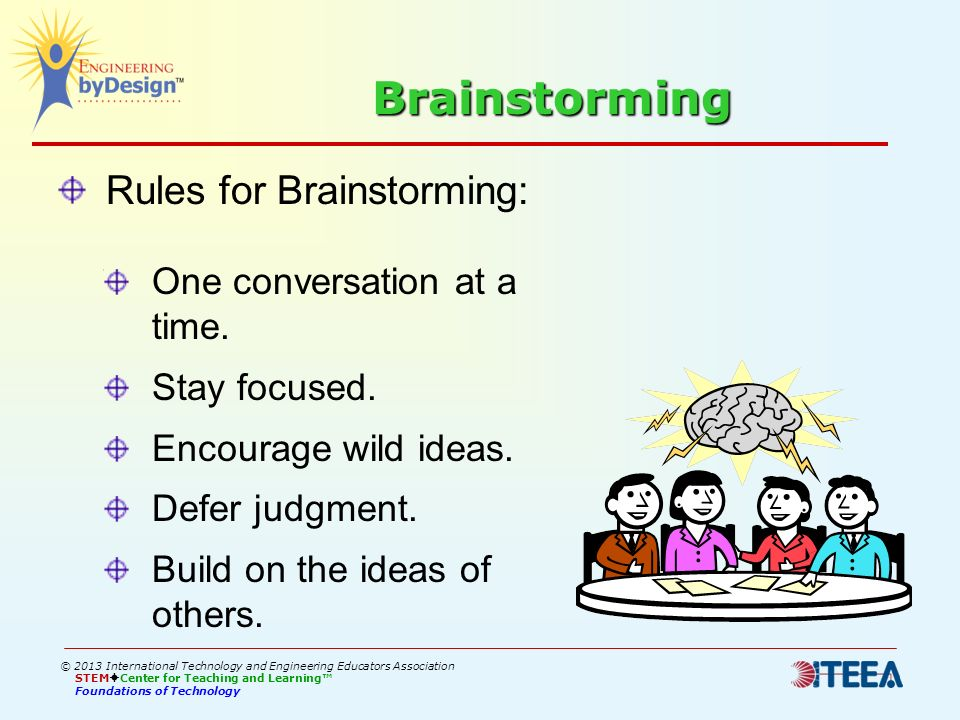 ENGINEERING
byDesign™
Brainstorming
Rules for Brainstorming:
One conversation at a
time.
Stay focused.
Encourage wild ideas.
Defer judgment.
Build on the ideas of
others.
© 2013 International Technology and Engineering Educators Association
STEM✦Center for Teaching and Learning™
Foundations of Technology
ITEEA